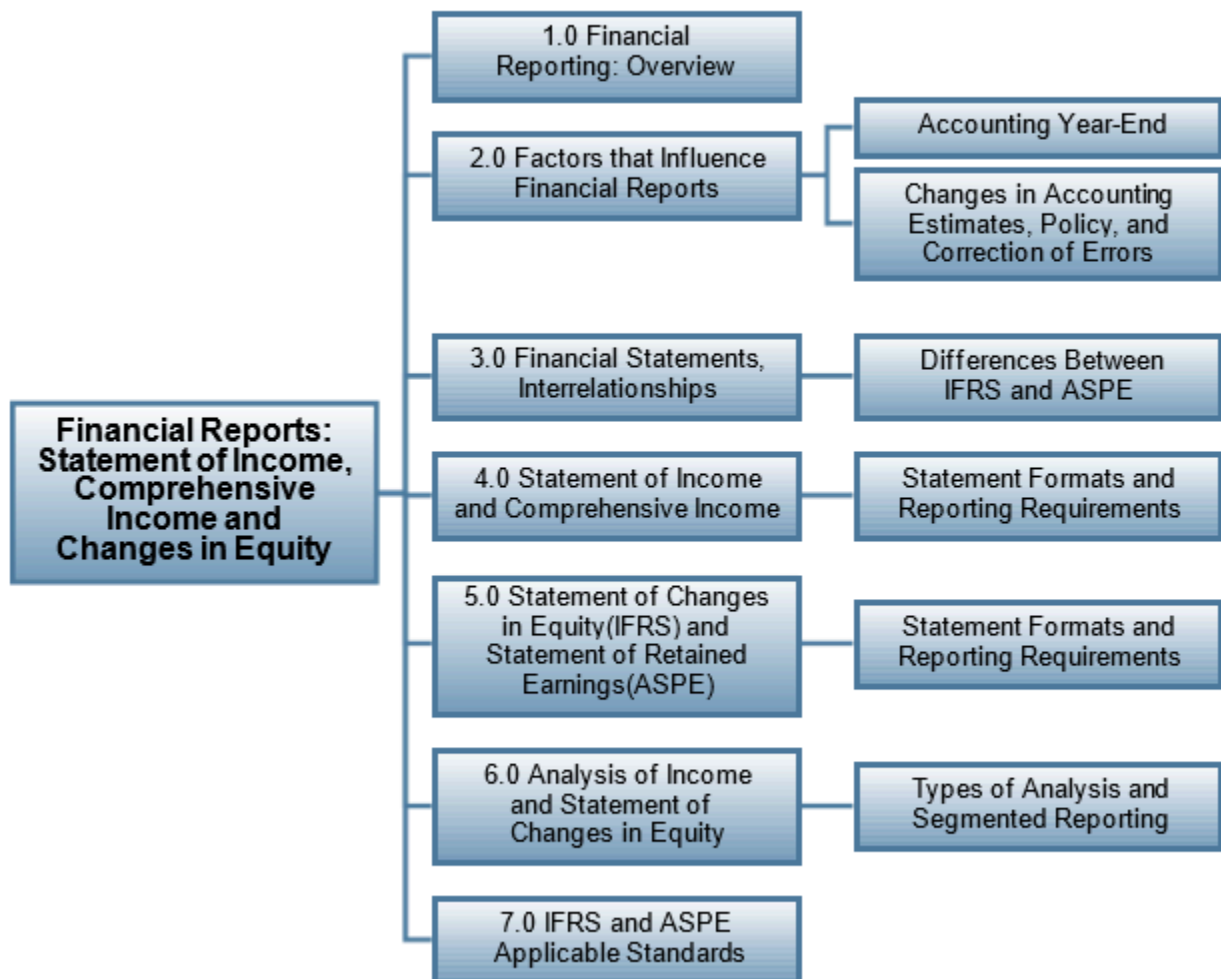 1.0 Financial
Reporting: Overview
2.0 Factors that Influence
Financial Reports
Accounting Year-End
Changes in Accounting
Estimates, Policy, and
Correction of Errors
3.0 Financial Statements,
Interrelationships
Differences Between
IFRS and ASPE
Financial Reports:
Statement of Income,
Comprehensive
Income and
Changes in Equity
4.0 Statement of Income
and Comprehensive Income
Statement Formats and
Reporting Requirements
5.0 Statement of Changes
in Equity(IFRS) and
Statement of Retained
Earnings(ASPE)
Statement Formats and
Reporting Requirements
6.0 Analysis of Income
and Statement of
Changes in Equity
Types of Analysis and
Segmented Reporting
7.0 IFRS and ASPE
Applicable Standards